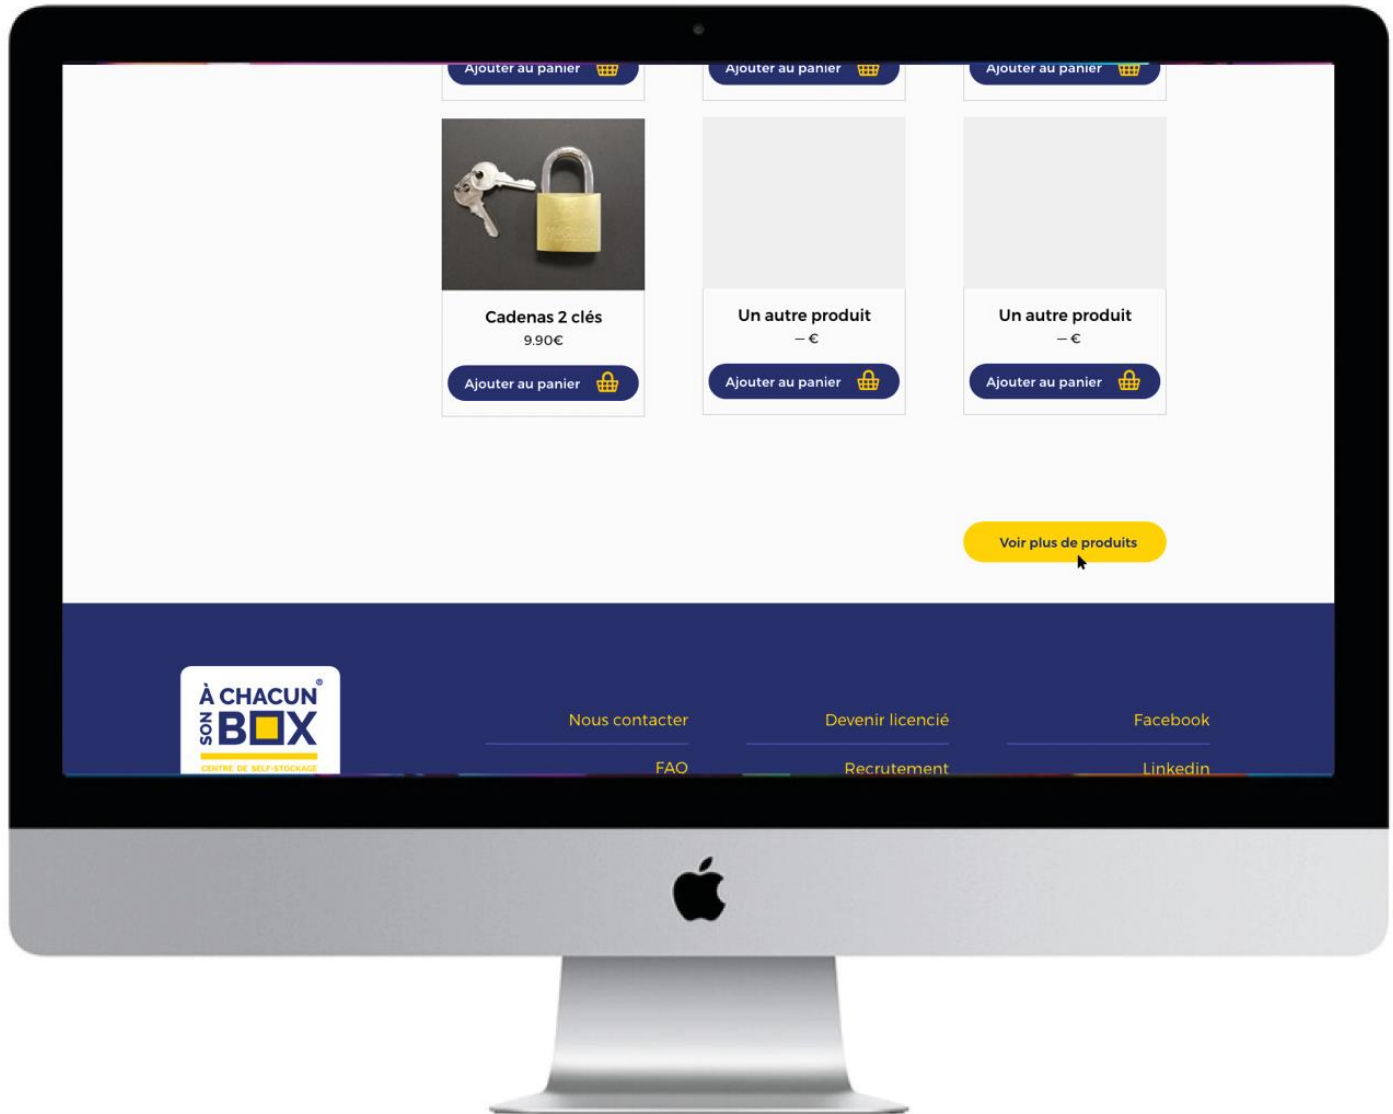 Ajouter au panier
Ajouter au panier
Ajouter au panier
Cadenas 2 clés
9.90€
Ajouter au panier
Un autre produit
– €
Ajouter au panier
Un autre produit
– €
Ajouter au panier
Voir plus de produits
À CHACUN®
SON BOX
CENTRE DE SELF-STOCKAGE
Nous contacter
FAQ
Devenir licencié
Recrutement
Facebook
Linkedin